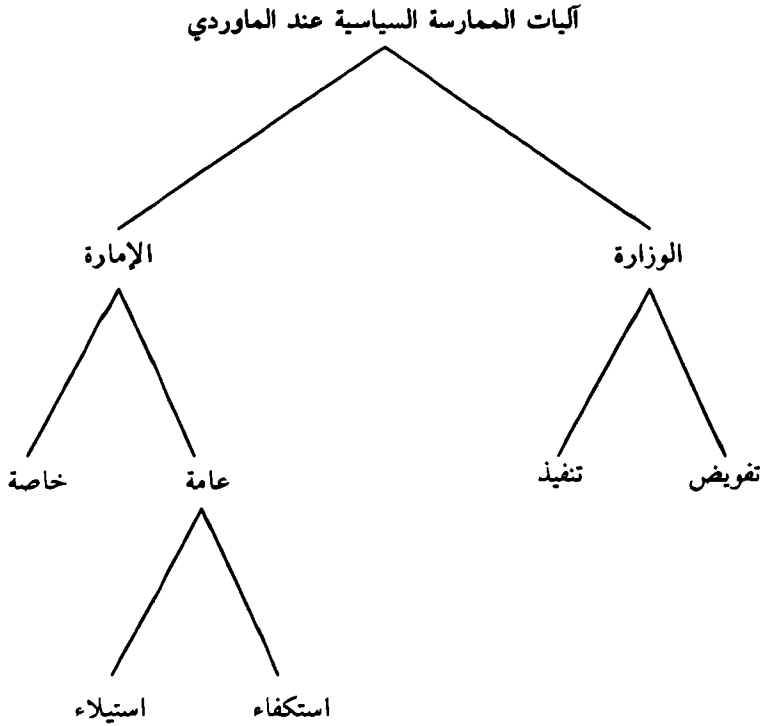 آليات الممارسة السياسية عند الماوردي
الوزارة
الإمارة
تفويض
تنفيذ
عامة
خاصة
استكفاء
استيلاء